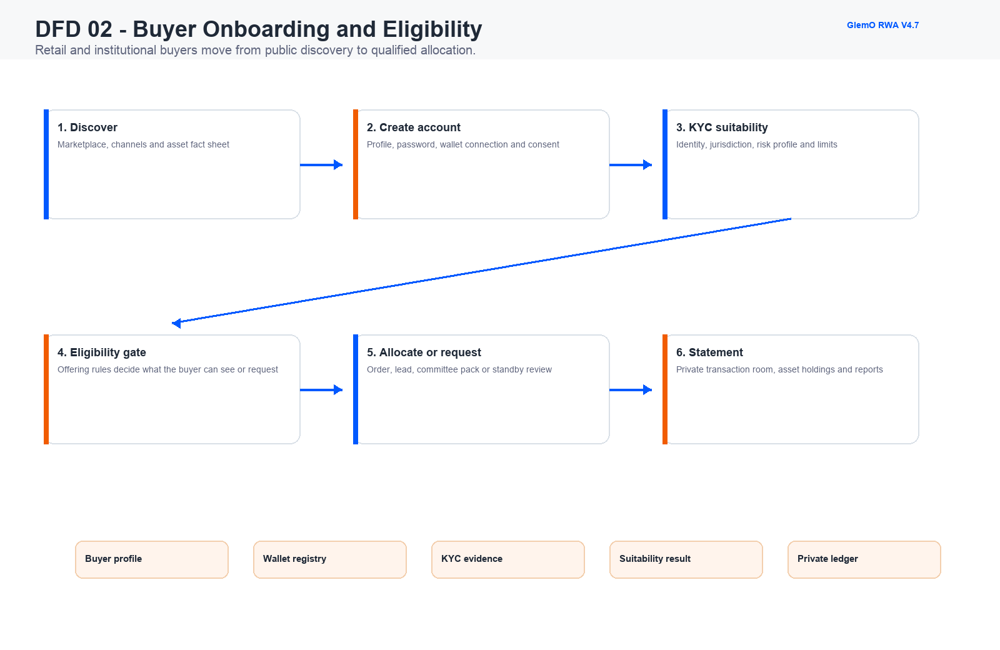 DFD 02 - Buyer Onboarding and Eligibility
GlemO RWA V4.7
Retail and institutional buyers move from public discovery to qualified allocation.
1. Discover
Marketplace, channels and asset fact sheet
2. Create account
Profile, password, wallet connection and consent
3. KYC suitability
Identity, jurisdiction, risk profile and limits
4. Eligibility gate
Offering rules decide what the buyer can see or request
5. Allocate or request
Order, lead, committee pack or standby review
6. Statement
Private transaction room, asset holdings and reports
Buyer profile
Wallet registry
KYC evidence
Suitability result
Private ledger